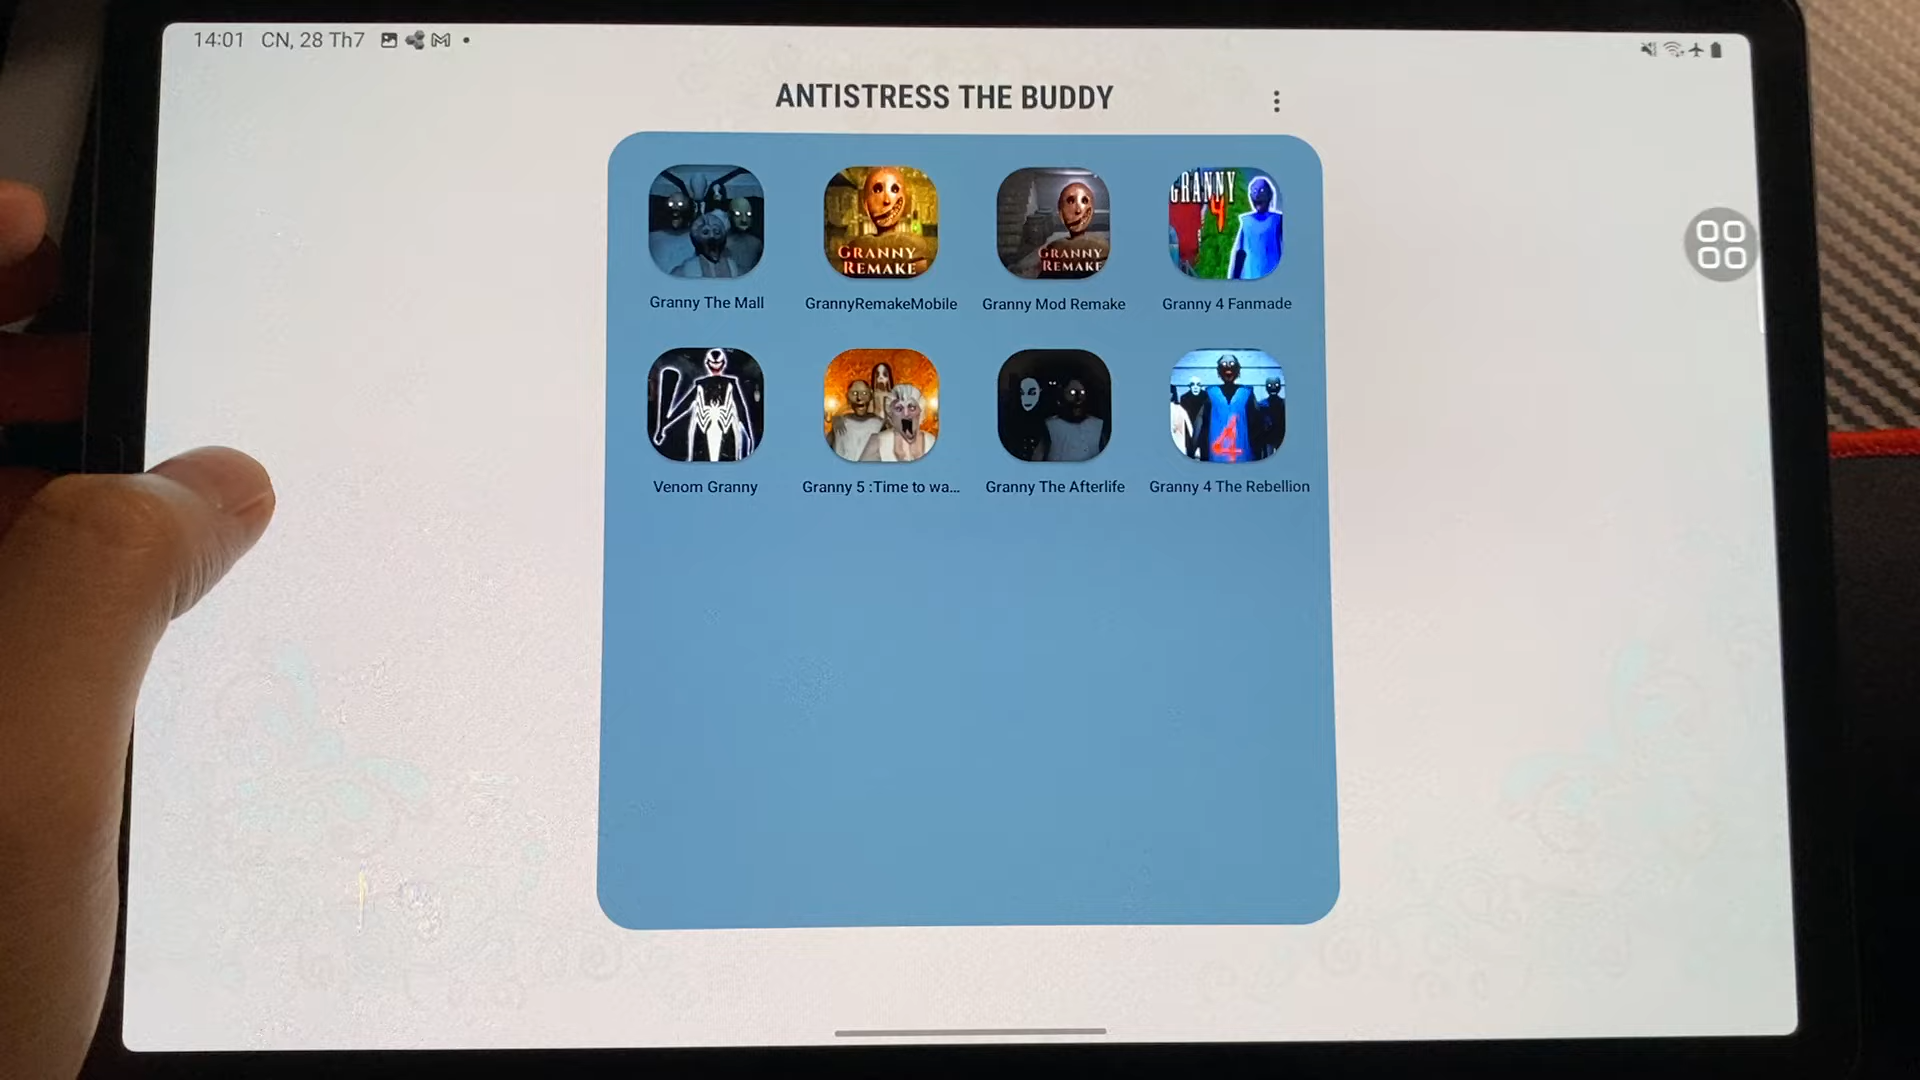 14:01 CN, 28 Th7
ANTISTRESS THE BUDDY
GRANNY REMAKE
GRANNY REMAKE
GRANNY 4
Granny The Mall
GrannyRemakeMobile
Granny Mod Remake
Granny 4 Fanmade
4
Venom Granny
Granny 5 :Time to wa...
Granny The Afterlife
Granny 4 The Rebellion